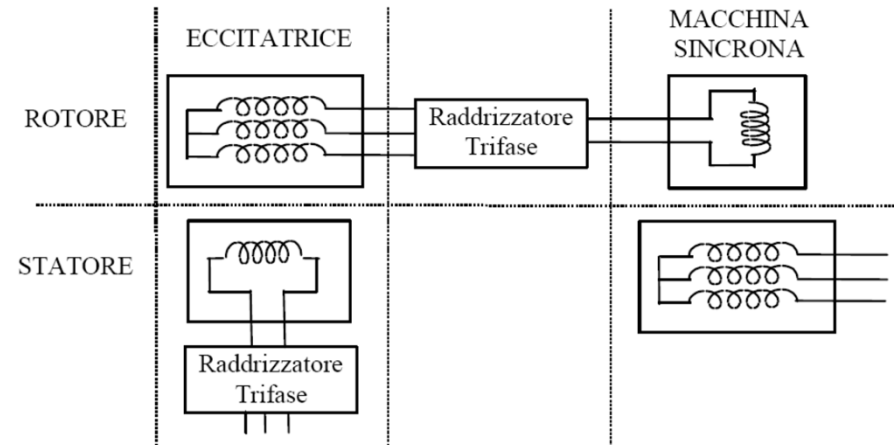 ECCITATRICE
MACCHINA
SINCRONA
ROTORE
Raddrizzatore
Trifase
STATORE
Raddrizzatore
Trifase